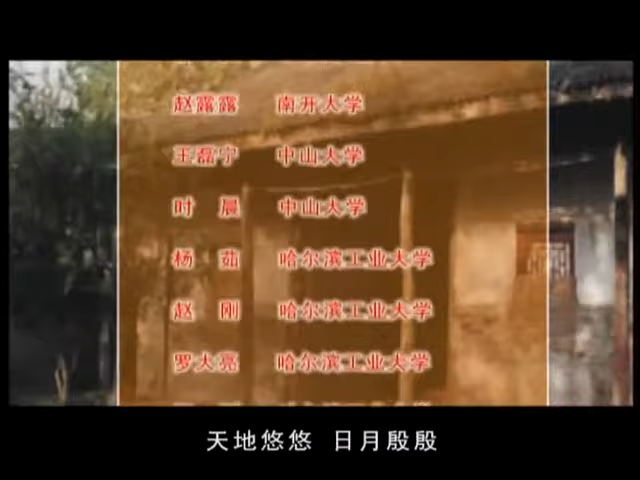 赵露露 南开大学
王磊宁 中山大学
时 晨 中山大学
杨 茹 哈尔滨工业大学
赵 刚 哈尔滨工业大学
罗大亮 哈尔滨工业大学
天地悠悠 日月殷殷